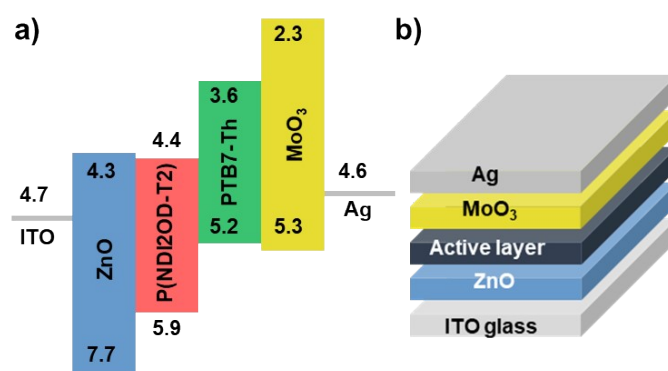 a)
4.7
ITO
4.3
ZnO
7.7
4.4
P(NDI2OD-T2)
5.9
3.6
PTB7-Th
5.2
2.3
MoO3
5.3
4.6
Ag
b)
Ag
MoO3
Active layer
ZnO
ITO glass